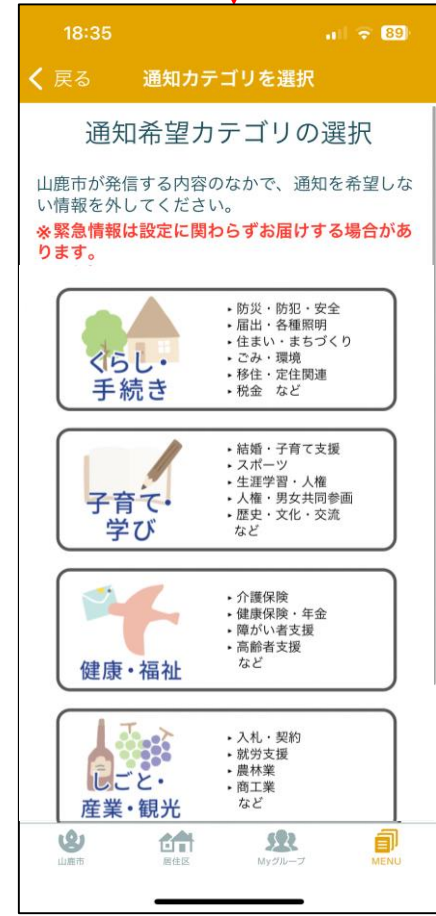 18:35
89
戻る
通知カテゴリを選択
通知希望カテゴリの選択
山鹿市が発信する内容のなかで、通知を希望しな
い情報を外してください。
※緊急情報は設定に関わらずお届けする場合があ
ります。
くらし・
手続き
・防災・防犯・安全
・届出・各種照明
・住まい・まちづくり
・ごみ・環境
・移住・定住関連
・税金 など
子育て・
学び
・結婚・子育て支援
・スポーツ
・生涯学習・人権
・人権・男女共同参画
・歴史・文化・交流
など
健康・福祉
・介護保険
・健康保険・年金
・障がい者支援
・高齢者支援
など
しごと・
産業・観光
・入札・契約
・就労支援
・農林業
・商工業
など
山鹿市
居住区
Myグループ
MENU